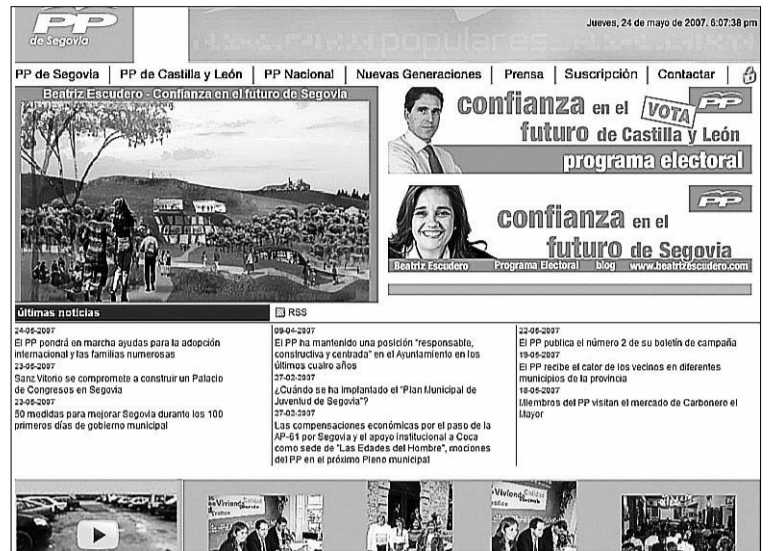 PP
de Segovia
populares
Jueves, 24 de mayo de 2007. 6:07:38 pm
PP de Segovia | PP de Castilla y León | PP Nacional | Nuevas Generaciones | Prensa | Suscripción | Contactar
Beatriz Escudero - Confianza en el futuro de Segovia
confianza en el
VOTA PP
futuro de Castilla y León
programa electoral
PP
confianza en el
futuro de Segovia
Beatriz Escudero Programa Electoral blog www.beatrizescudero.com
últimas noticias
RSS
24-05-2007
El PP pondrá en marcha ayudas para la adopción
internacional y las familias numerosas
23-05-2007
Sanz Vitorio se compromete a construir un Palacio
de Congresos en Segovia
23-05-2007
50 medidas para mejorar Segovia durante los 100
primeros días de gobierno municipal
09-04-2007
El PP ha mantenido una posición "responsable,
constructiva y centrada" en el Ayuntamiento en los
últimos cuatro años
27-02-2007
¿Cuándo se ha implantado el "Plan Municipal de
Juventud de Segovia"?
27-02-2007
Las compensaciones económicas por el paso de la
AP-61 por Segovia y el apoyo institucional a Coca
como sede de "Las Edades del Hombre", mociones
del PP en el próximo Pleno municipal
22-05-2007
El PP publica el número 2 de su boletín de campaña
19-05-2007
El PP recibe el calor de los vecinos en diferentes
municipios de la provincia
18-05-2007
Miembros del PP visitan el mercado de Carbonero el
Mayor
Vivienda Calidad
Vivienda Calidad